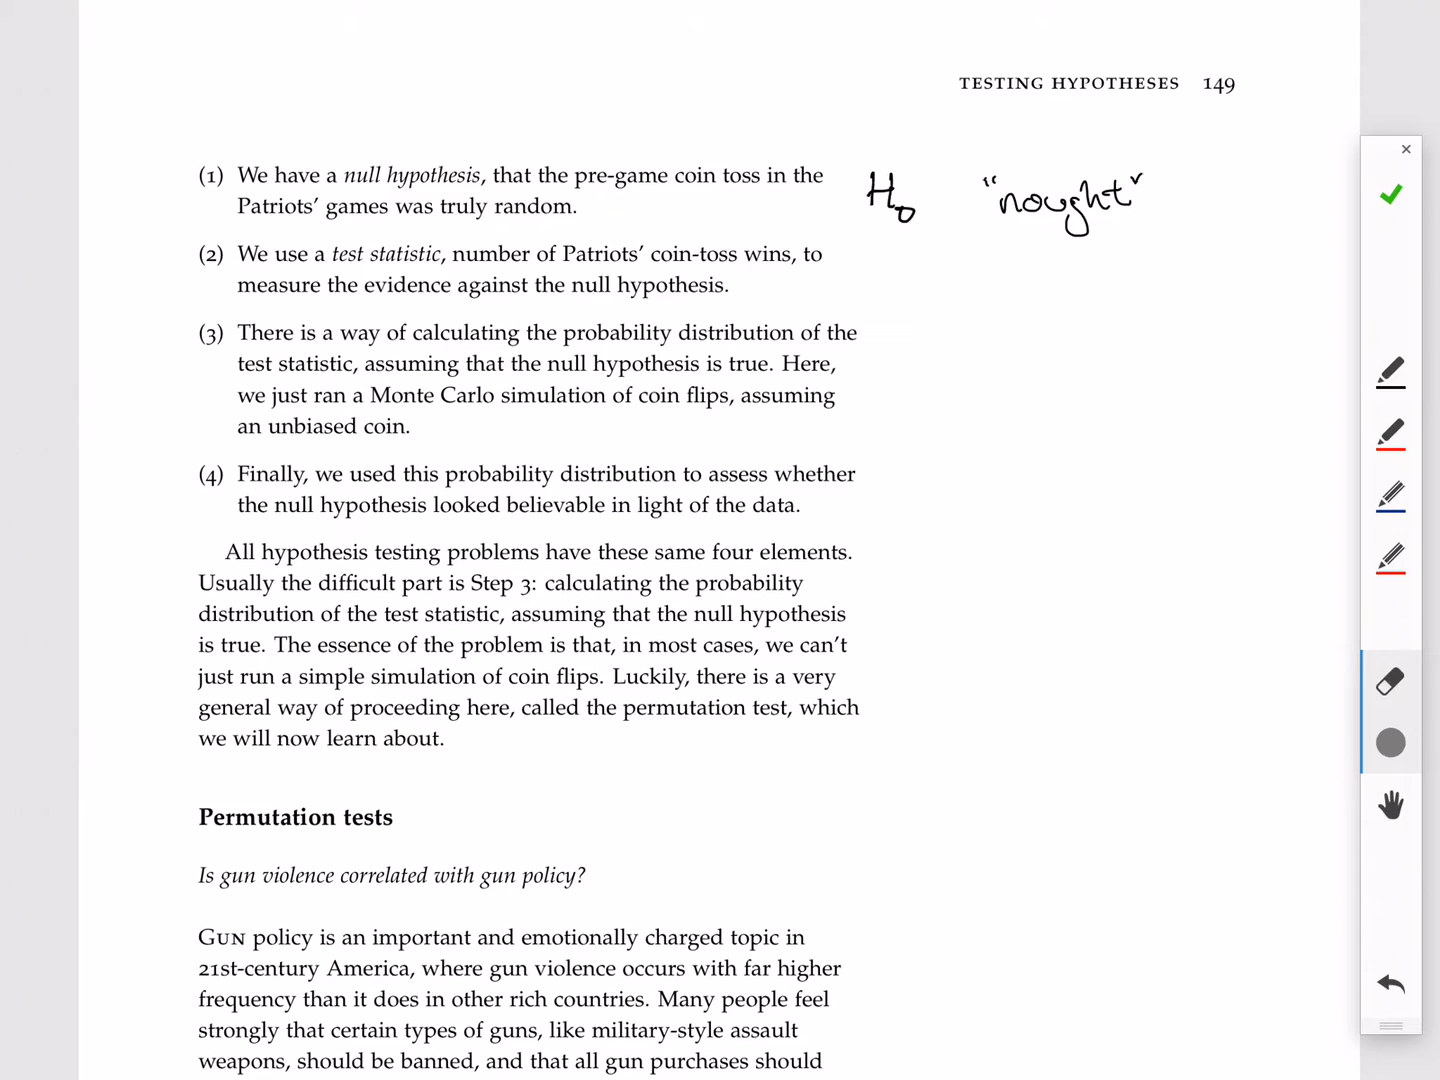 TESTING HYPOTHESES 149
(1) We have a null hypothesis, that the pre-game coin toss in the
Patriots’ games was truly random.
H₀ “nought”
(2) We use a test statistic, number of Patriots’ coin-toss wins, to
measure the evidence against the null hypothesis.
(3) There is a way of calculating the probability distribution of the
test statistic, assuming that the null hypothesis is true. Here,
we just ran a Monte Carlo simulation of coin flips, assuming
an unbiased coin.
(4) Finally, we used this probability distribution to assess whether
the null hypothesis looked believable in light of the data.
All hypothesis testing problems have these same four elements.
Usually the difficult part is Step 3: calculating the probability
distribution of the test statistic, assuming that the null hypothesis
is true. The essence of the problem is that, in most cases, we can’t
just run a simple simulation of coin flips. Luckily, there is a very
general way of proceeding here, called the permutation test, which
we will now learn about.
Permutation tests
Is gun violence correlated with gun policy?
Gun policy is an important and emotionally charged topic in
21st-century America, where gun violence occurs with far higher
frequency than it does in other rich countries. Many people feel
strongly that certain types of guns, like military-style assault
weapons, should be banned, and that all gun purchases should